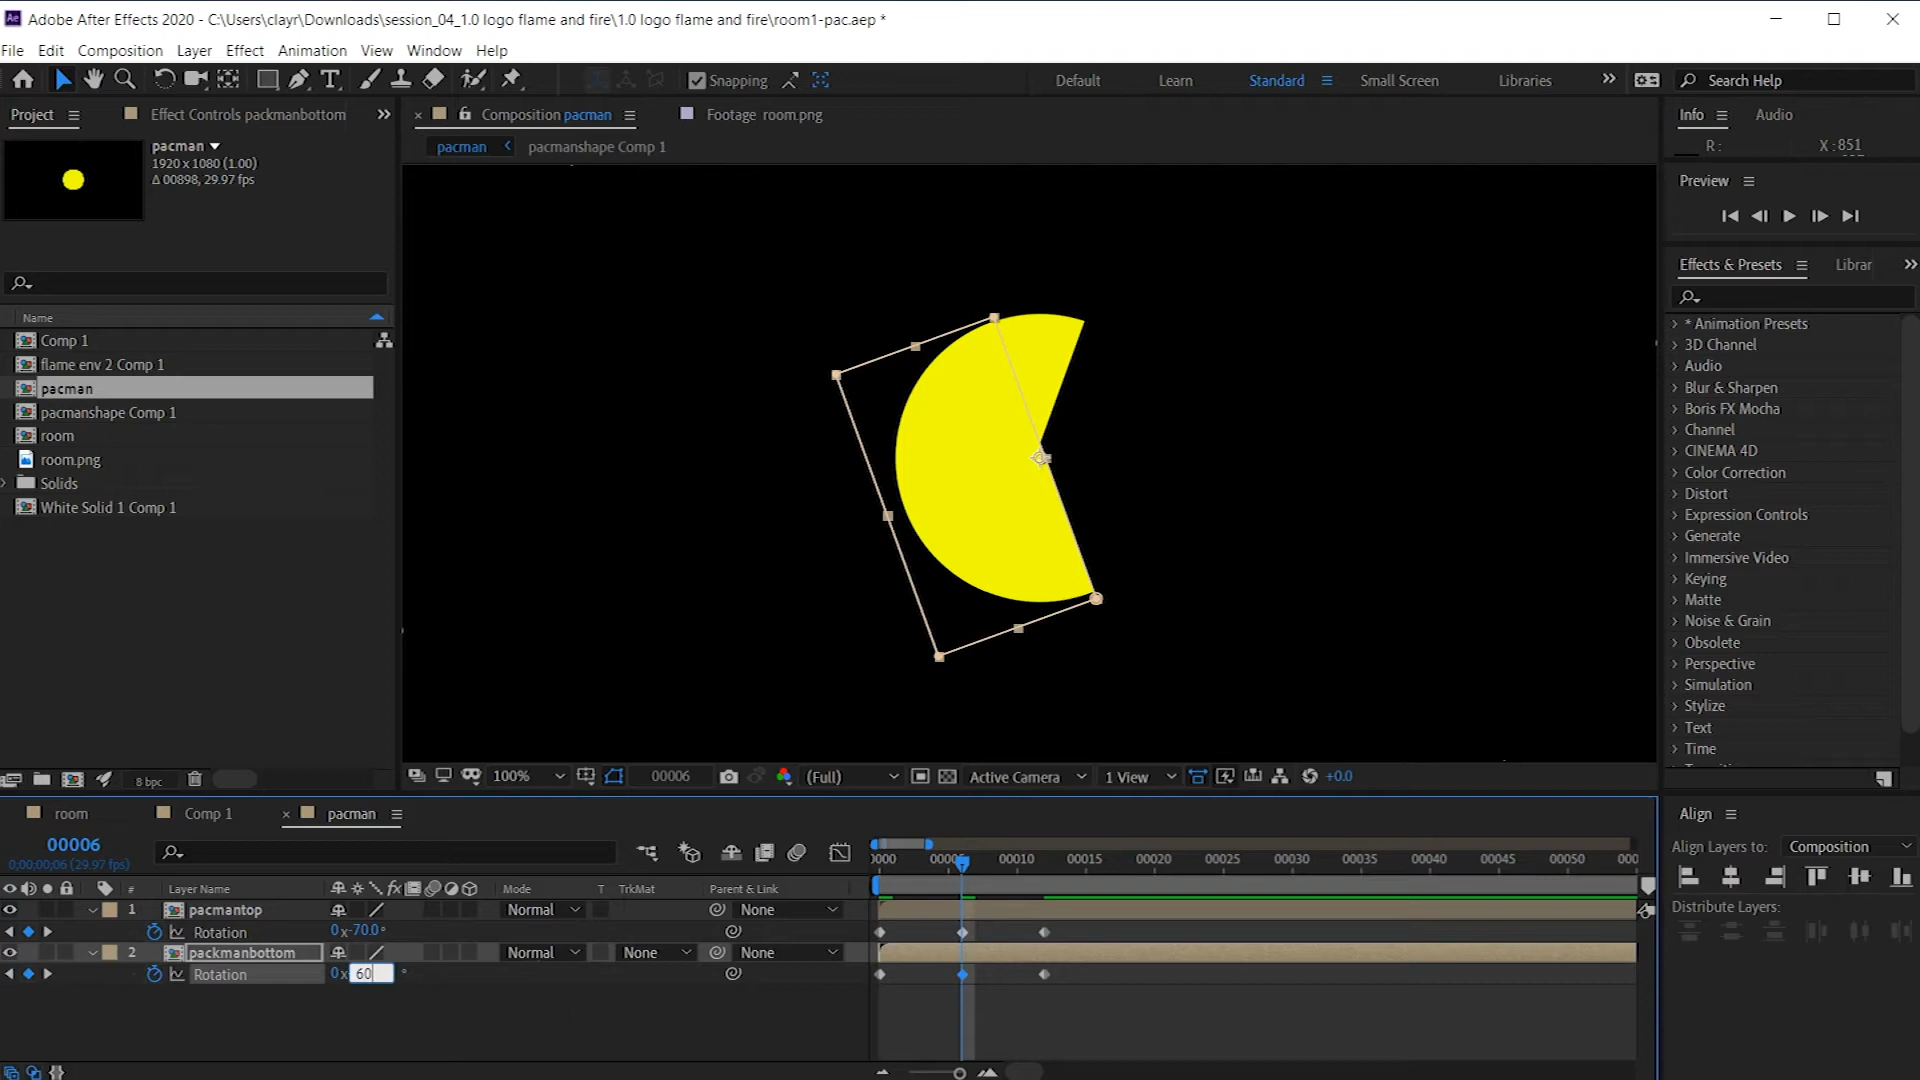 Adobe After Effects 2020 - C:\Users\clayr\Downloads\session_04_1.0 logo flame and fire\1.0 logo flame and fire\room1-pac.aep *
File Edit Composition Layer Effect Animation View Window Help
Snapping Default Learn Standard Small Screen Libraries Search Help
Project Effect Controls packmanbottom
Composition pacman Footage room.png
Info Audio
pacman
1920 x 1080 (1.00)
Δ 00898, 29.97 fps
pacman pacmanshape Comp 1
R: X: 851
Preview
Effects & Presets Librar
Name
Comp 1
flame env 2 Comp 1
pacman
pacmanshape Comp 1
room
room.png
Solids
White Solid 1 Comp 1
* Animation Presets
3D Channel
Audio
Blur & Sharpen
Boris FX Mocha
Channel
CINEMA 4D
Color Correction
Distort
Expression Controls
Generate
Immersive Video
Keying
Matte
Noise & Grain
Obsolete
Perspective
Simulation
Stylize
Text
Time
8 bpc
100% 00006 (Full) Active Camera 1 View +0.0
room Comp 1 pacman
Align
00006
0;00;00;06 (29.97 fps)
Align Layers to: Composition
0000 00005 00010 00015 00020 00025 00030 00035 00040 00045 00050 000
# Layer Name Mode T TrkMat Parent & Link
Distribute Layers:
1 pacmantop Normal None
Rotation 0x-70.0°
2 packmanbottom Normal None None
Rotation 0x 60 °